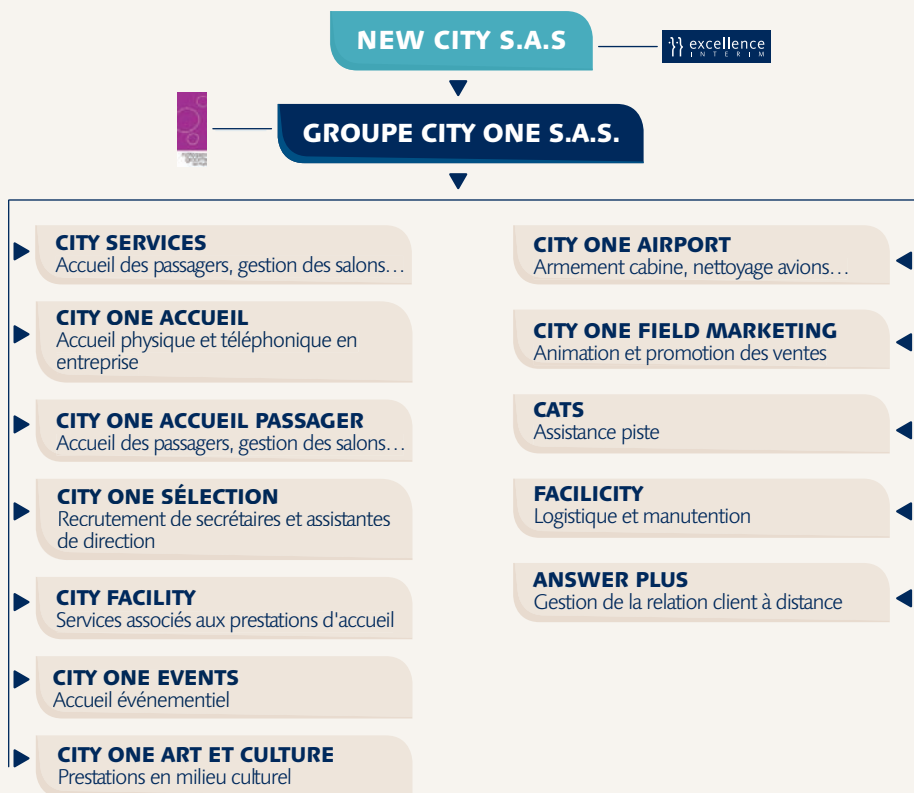 NEW CITY S.A.S
excellence
INTERIM
GROUPE CITY ONE S.A.S.
CITY SERVICES
Accueil des passagers, gestion des salons…
CITY ONE ACCUEIL
Accueil physique et téléphonique en
entreprise
CITY ONE ACCUEIL PASSAGER
Accueil des passagers, gestion des salons…
CITY ONE SÉLECTION
Recrutement de secrétaires et assistantes
de direction
CITY FACILITY
Services associés aux prestations d'accueil
CITY ONE EVENTS
Accueil événementiel
CITY ONE ART ET CULTURE
Prestations en milieu culturel
CITY ONE AIRPORT
Armement cabine, nettoyage avions…
CITY ONE FIELD MARKETING
Animation et promotion des ventes
CATS
Assistance piste
FACILICITY
Logistique et manutention
ANSWER PLUS
Gestion de la relation client à distance